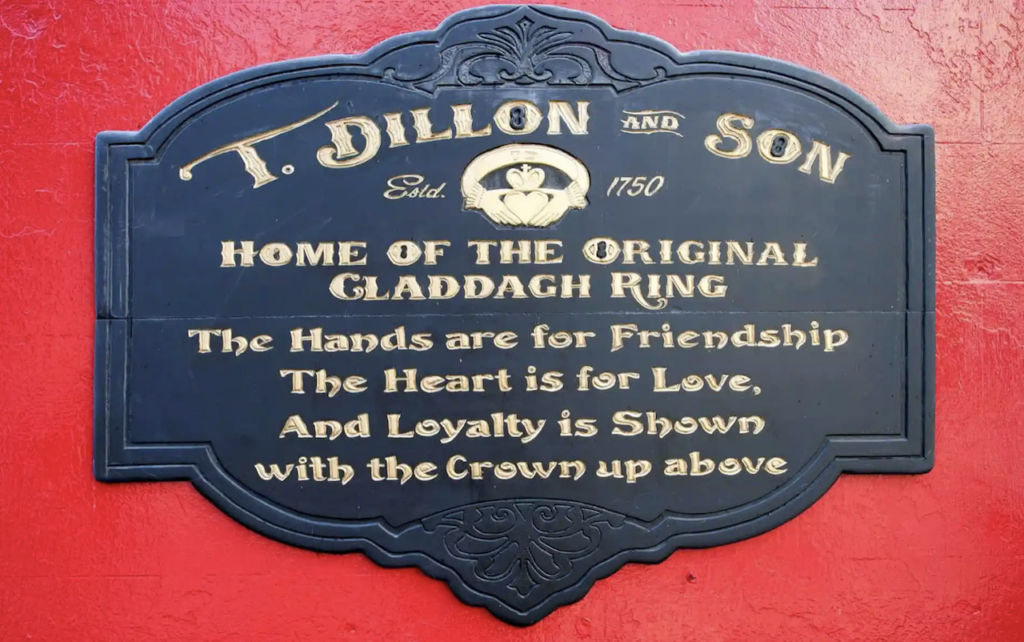 T. DILLON AND SON
Estd. 1750
HOME OF THE ORIGINAL
CLADDAGH RING
The Hands are for Friendship
The Heart is for Love,
And Loyalty is Shown
with the Crown up above